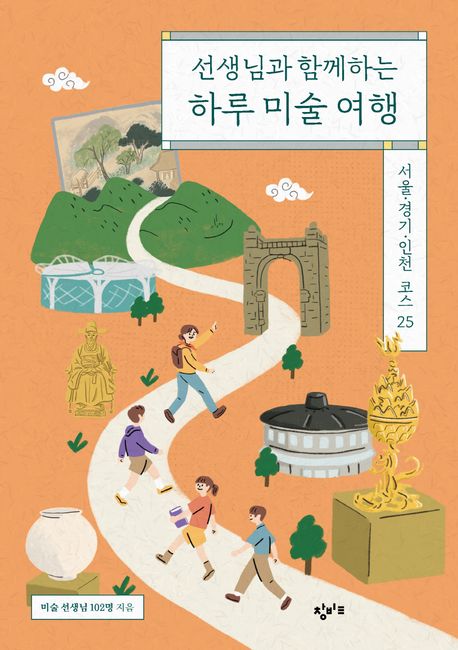 선생님과 함께하는
하루 미술 여행
서울·경기·인천 코스 25
미술 선생님 102명 지음
창비